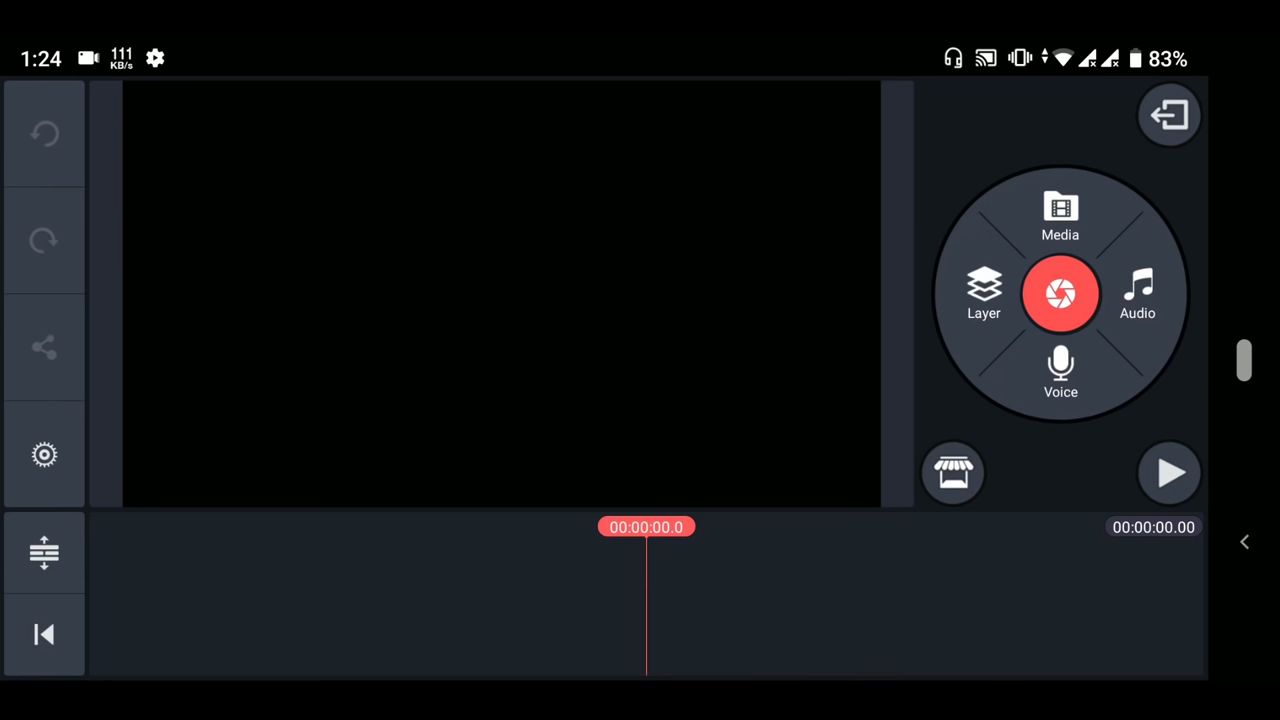 1:24
111
KB/s
83%
Media
Layer
Audio
Voice
00:00:00.0
00:00:00.00